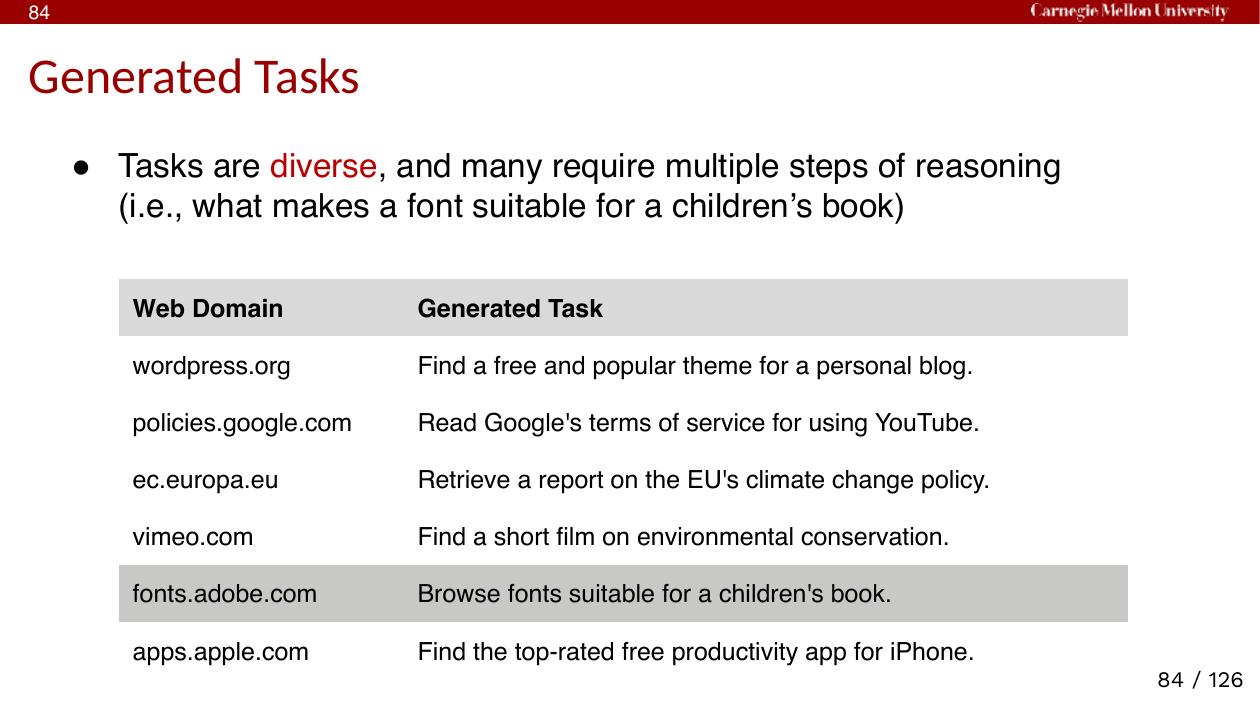 84
Carnegie Mellon University
Generated Tasks
● Tasks are diverse, and many require multiple steps of reasoning
(i.e., what makes a font suitable for a children’s book)
Web Domain Generated Task
wordpress.org Find a free and popular theme for a personal blog.
policies.google.com Read Google's terms of service for using YouTube.
ec.europa.eu Retrieve a report on the EU's climate change policy.
vimeo.com Find a short film on environmental conservation.
fonts.adobe.com Browse fonts suitable for a children's book.
apps.apple.com Find the top-rated free productivity app for iPhone.
84 / 126